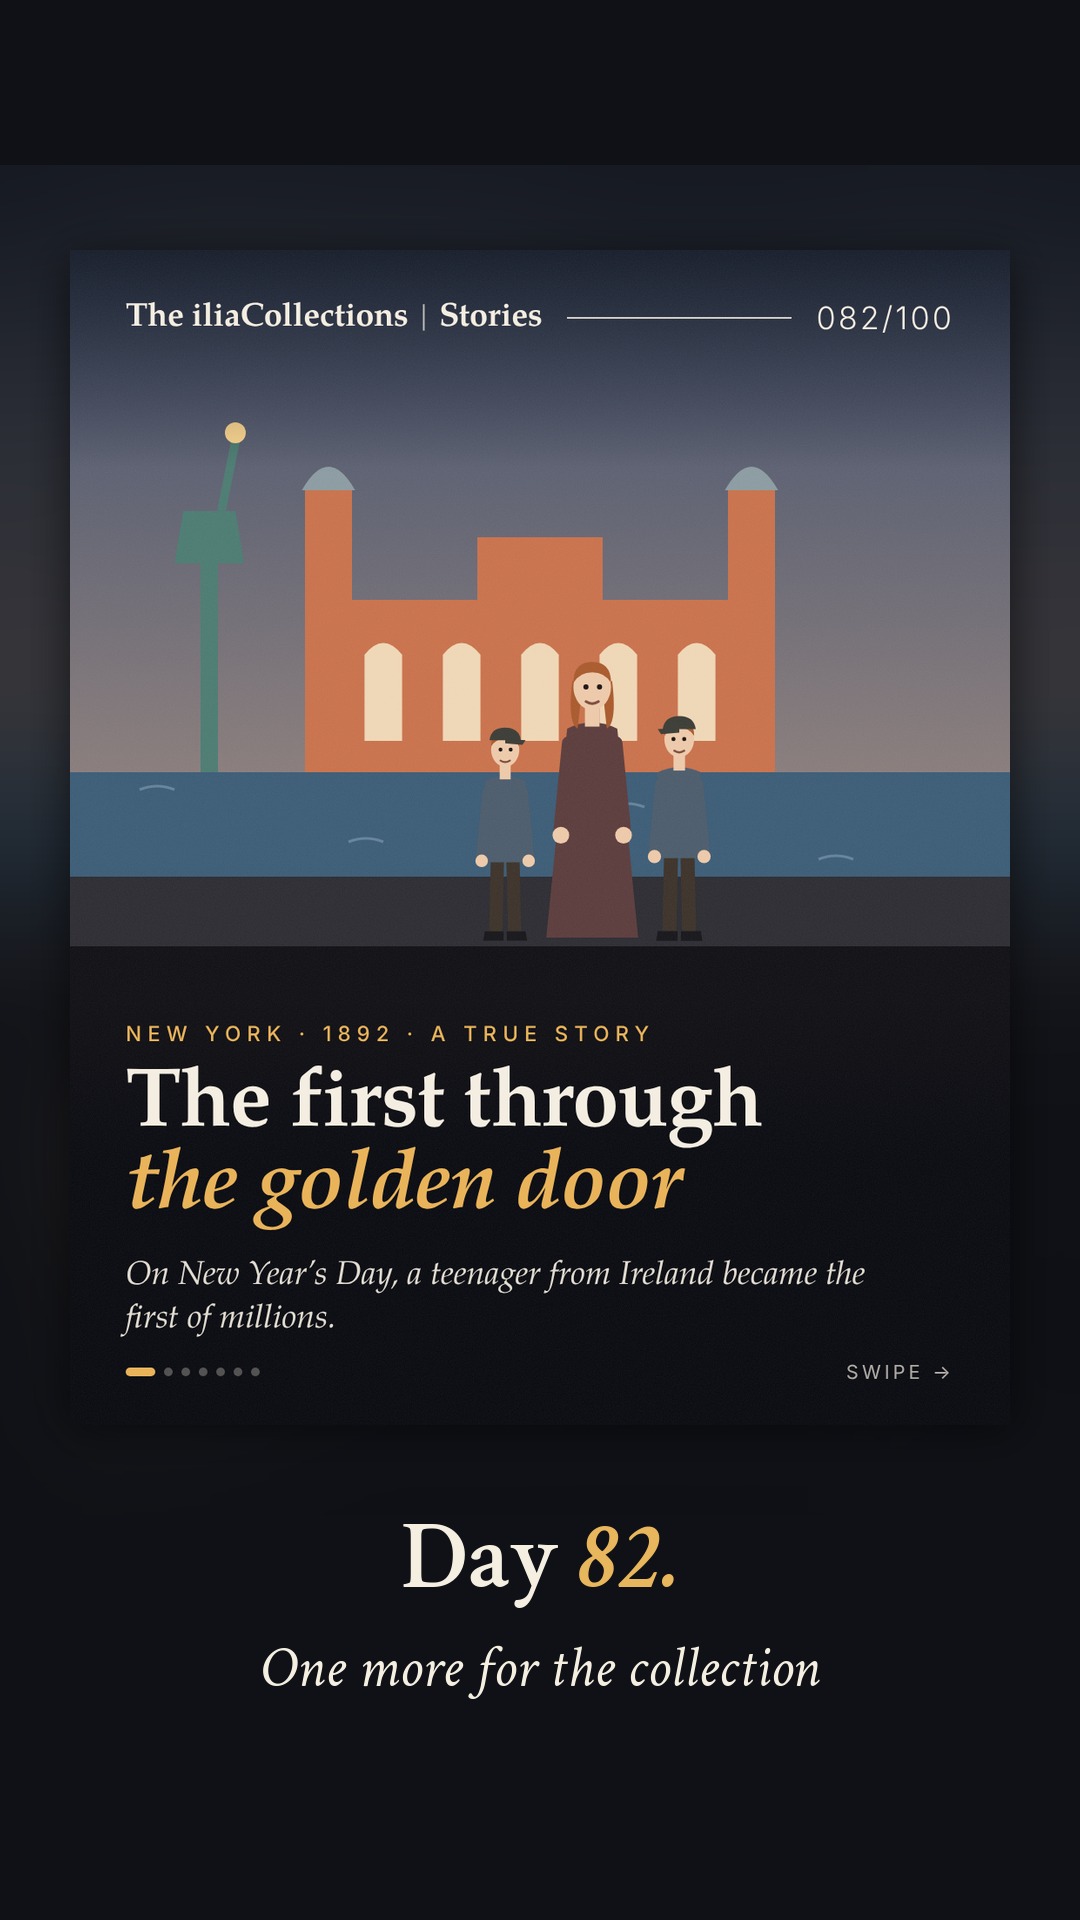 The iliaCollections | Stories 082/100
NEW YORK · 1892 · A TRUE STORY
The first through
the golden door
On New Year’s Day, a teenager from Ireland became the
first of millions.
SWIPE →
Day 82.
One more for the collection